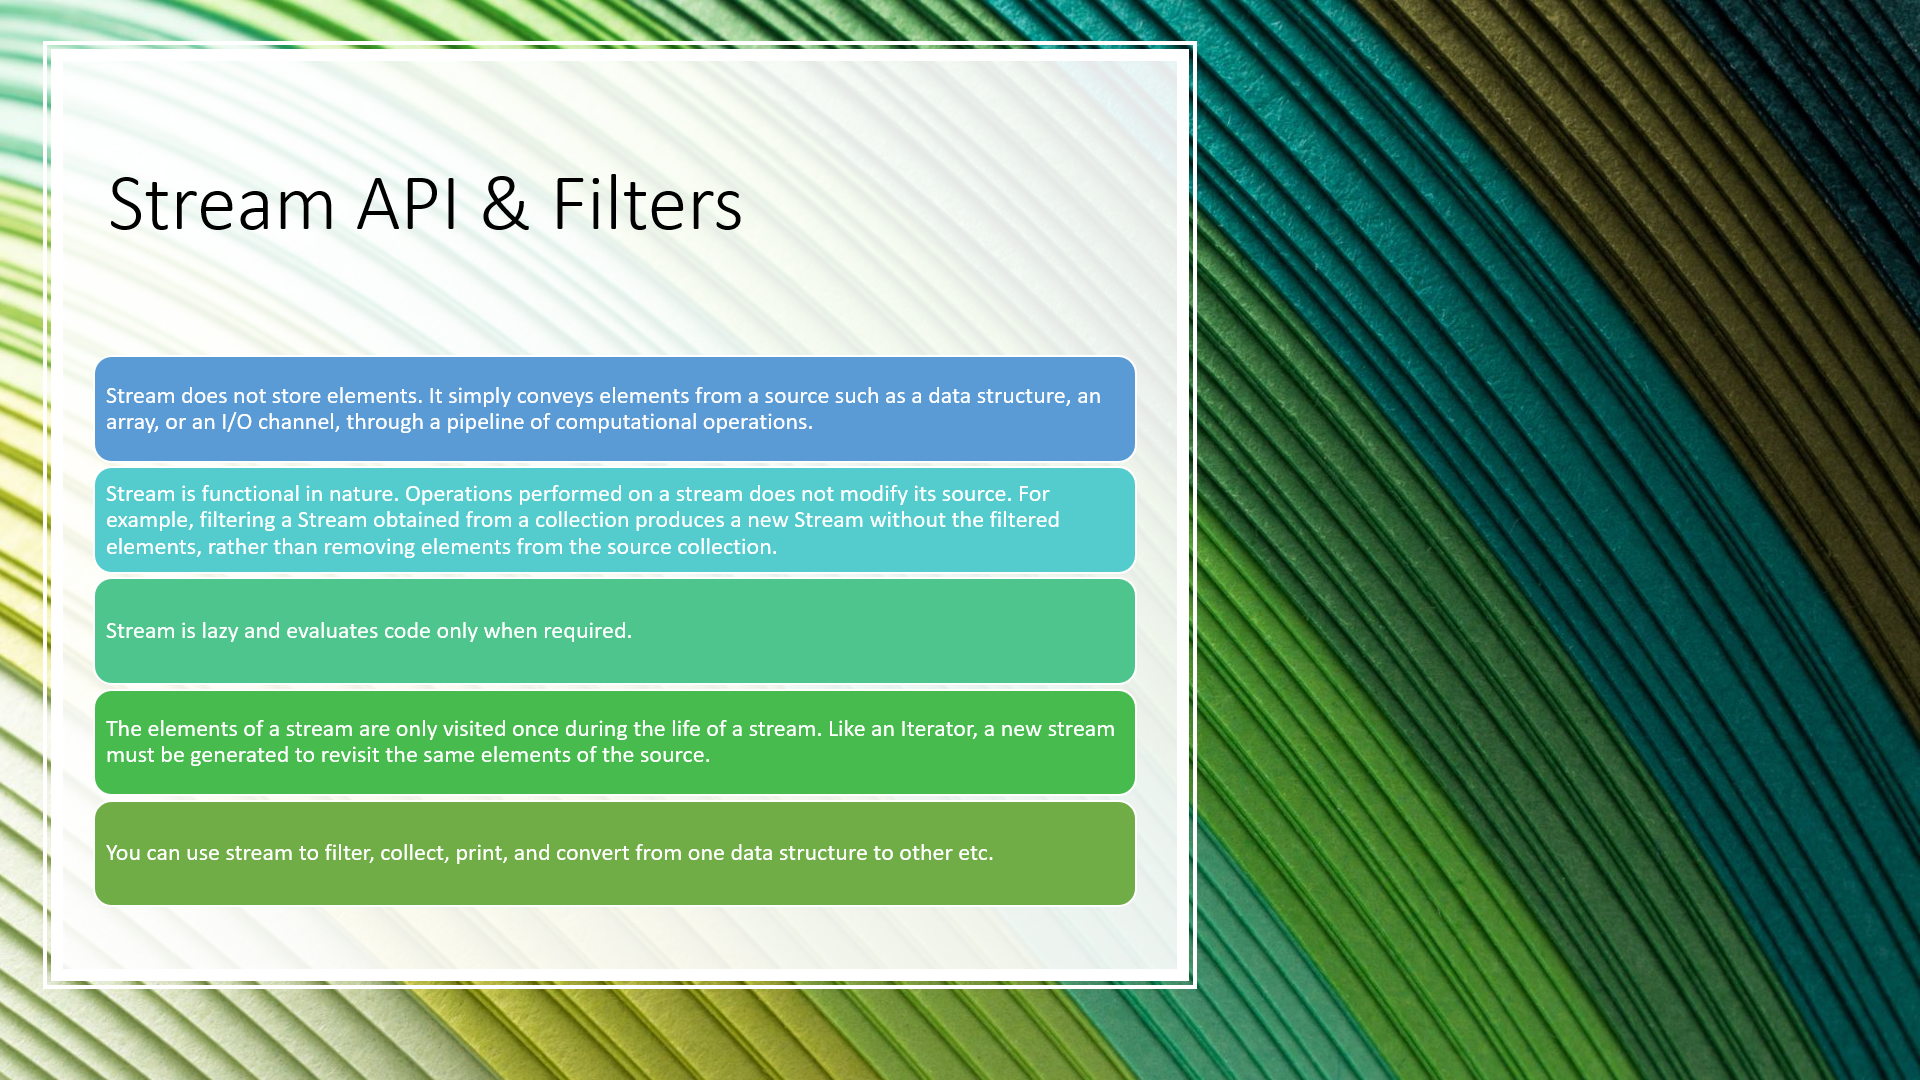 Stream API & Filters
Stream does not store elements. It simply conveys elements from a source such as a data structure, an
array, or an I/O channel, through a pipeline of computational operations.
Stream is functional in nature. Operations performed on a stream does not modify its source. For
example, filtering a Stream obtained from a collection produces a new Stream without the filtered
elements, rather than removing elements from the source collection.
Stream is lazy and evaluates code only when required.
The elements of a stream are only visited once during the life of a stream. Like an Iterator, a new stream
must be generated to revisit the same elements of the source.
You can use stream to filter, collect, print, and convert from one data structure to other etc.